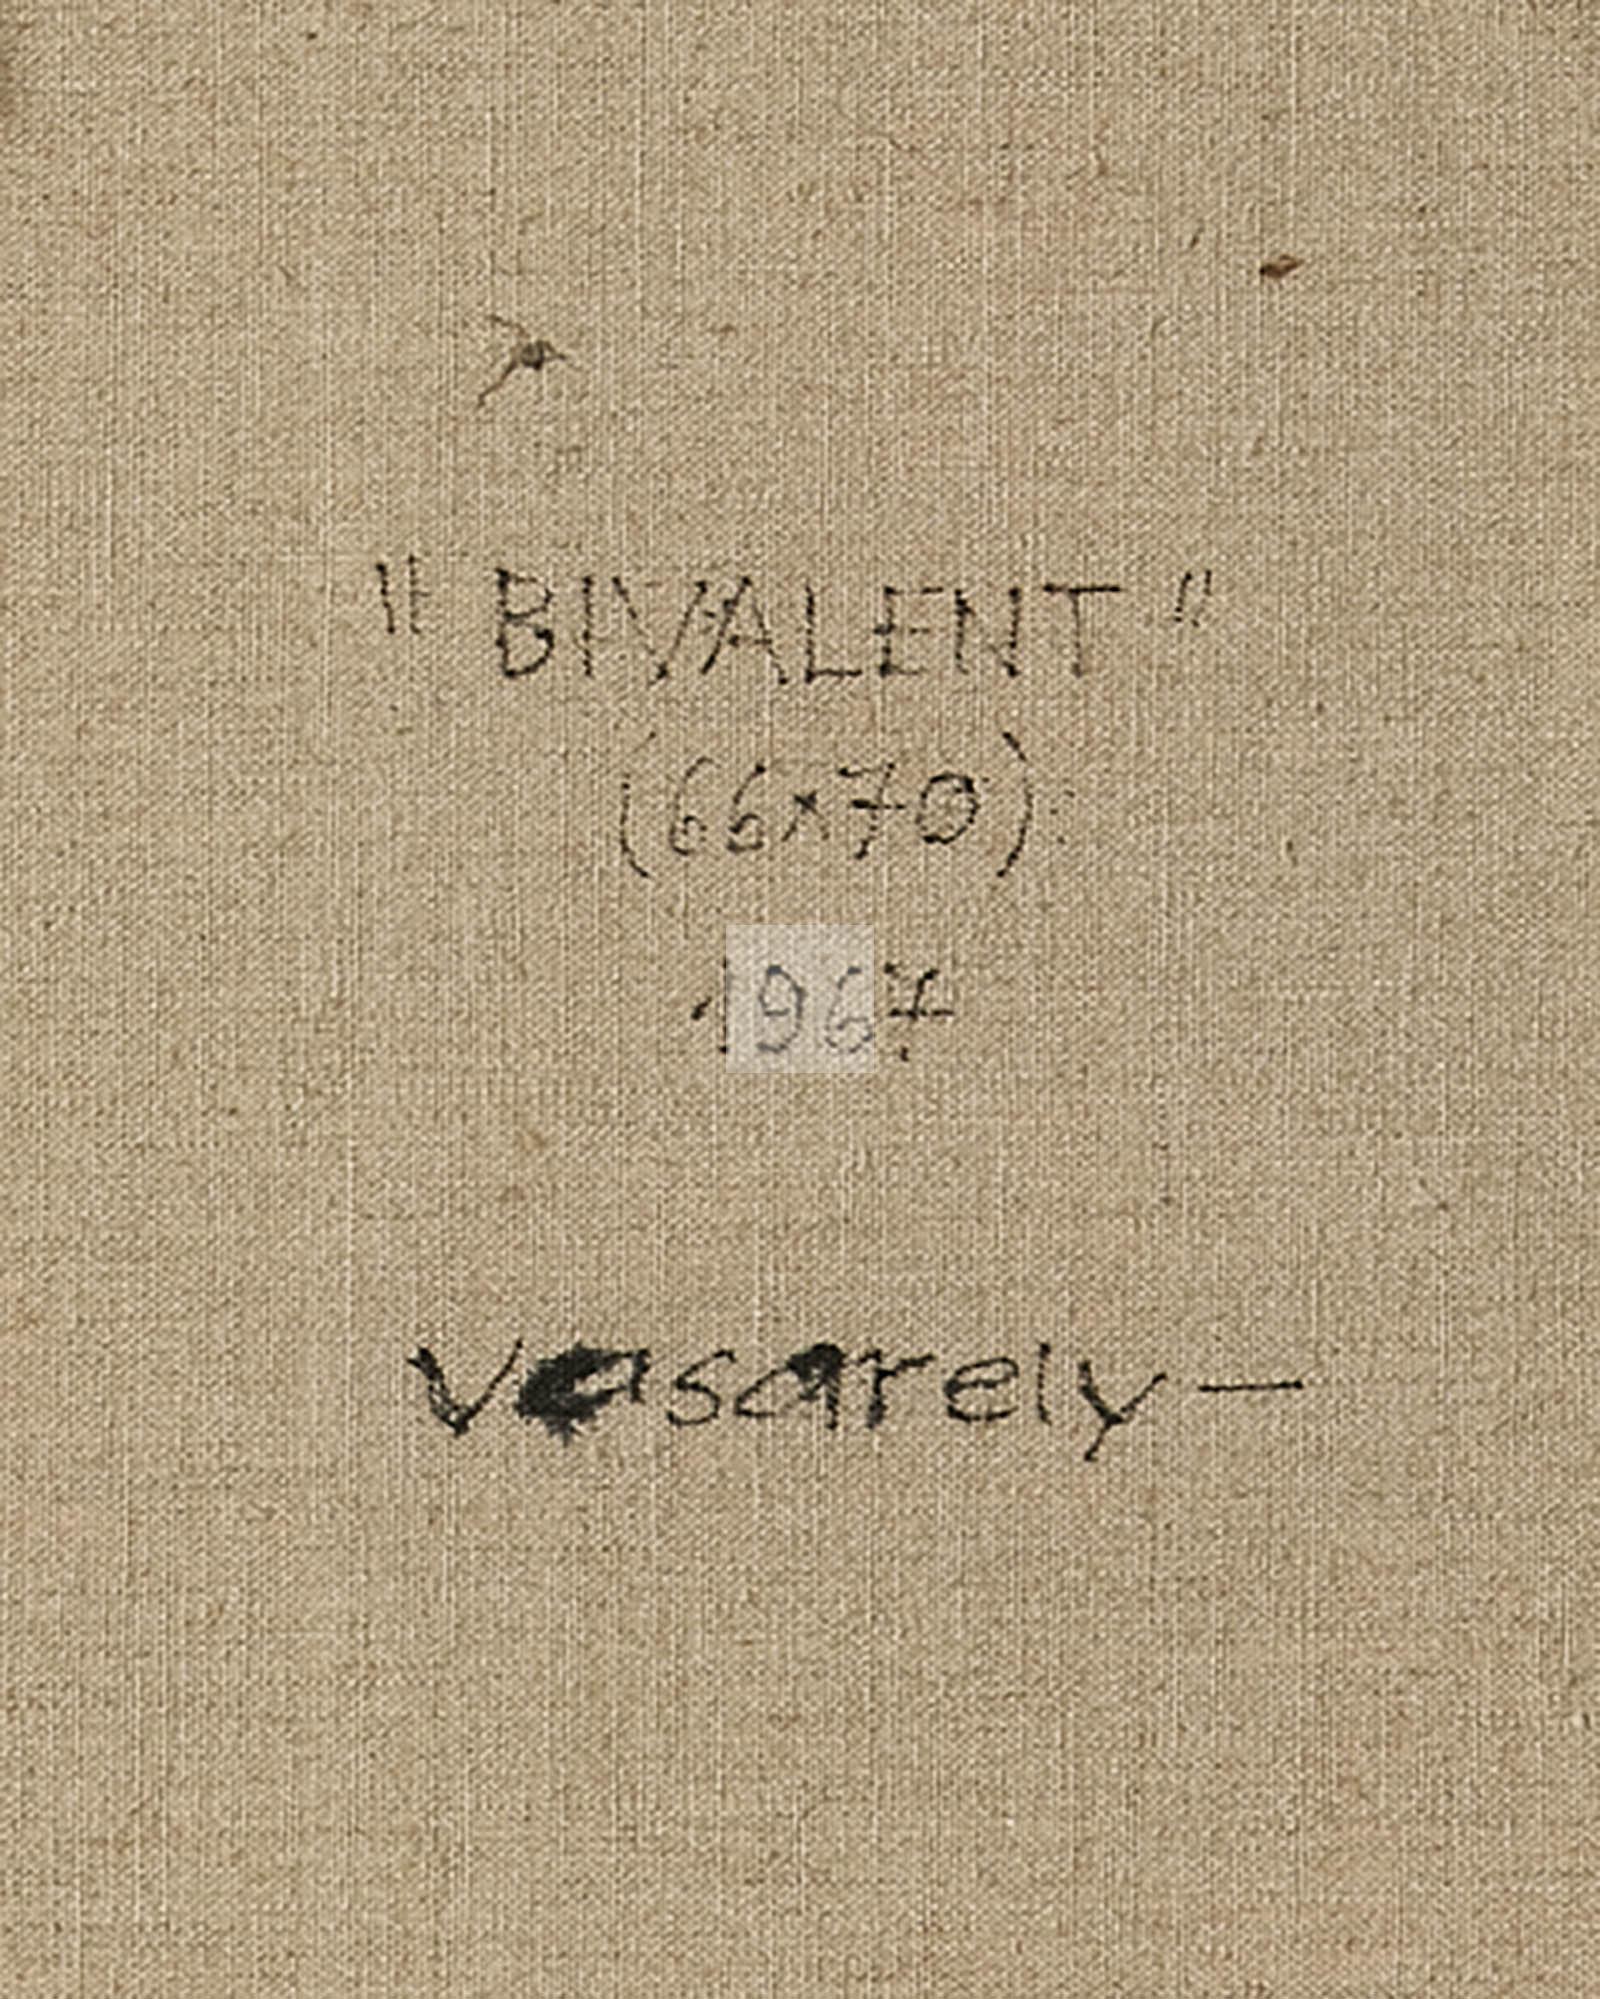 "BIVALENT"
(66x70)
1967
vasarely —